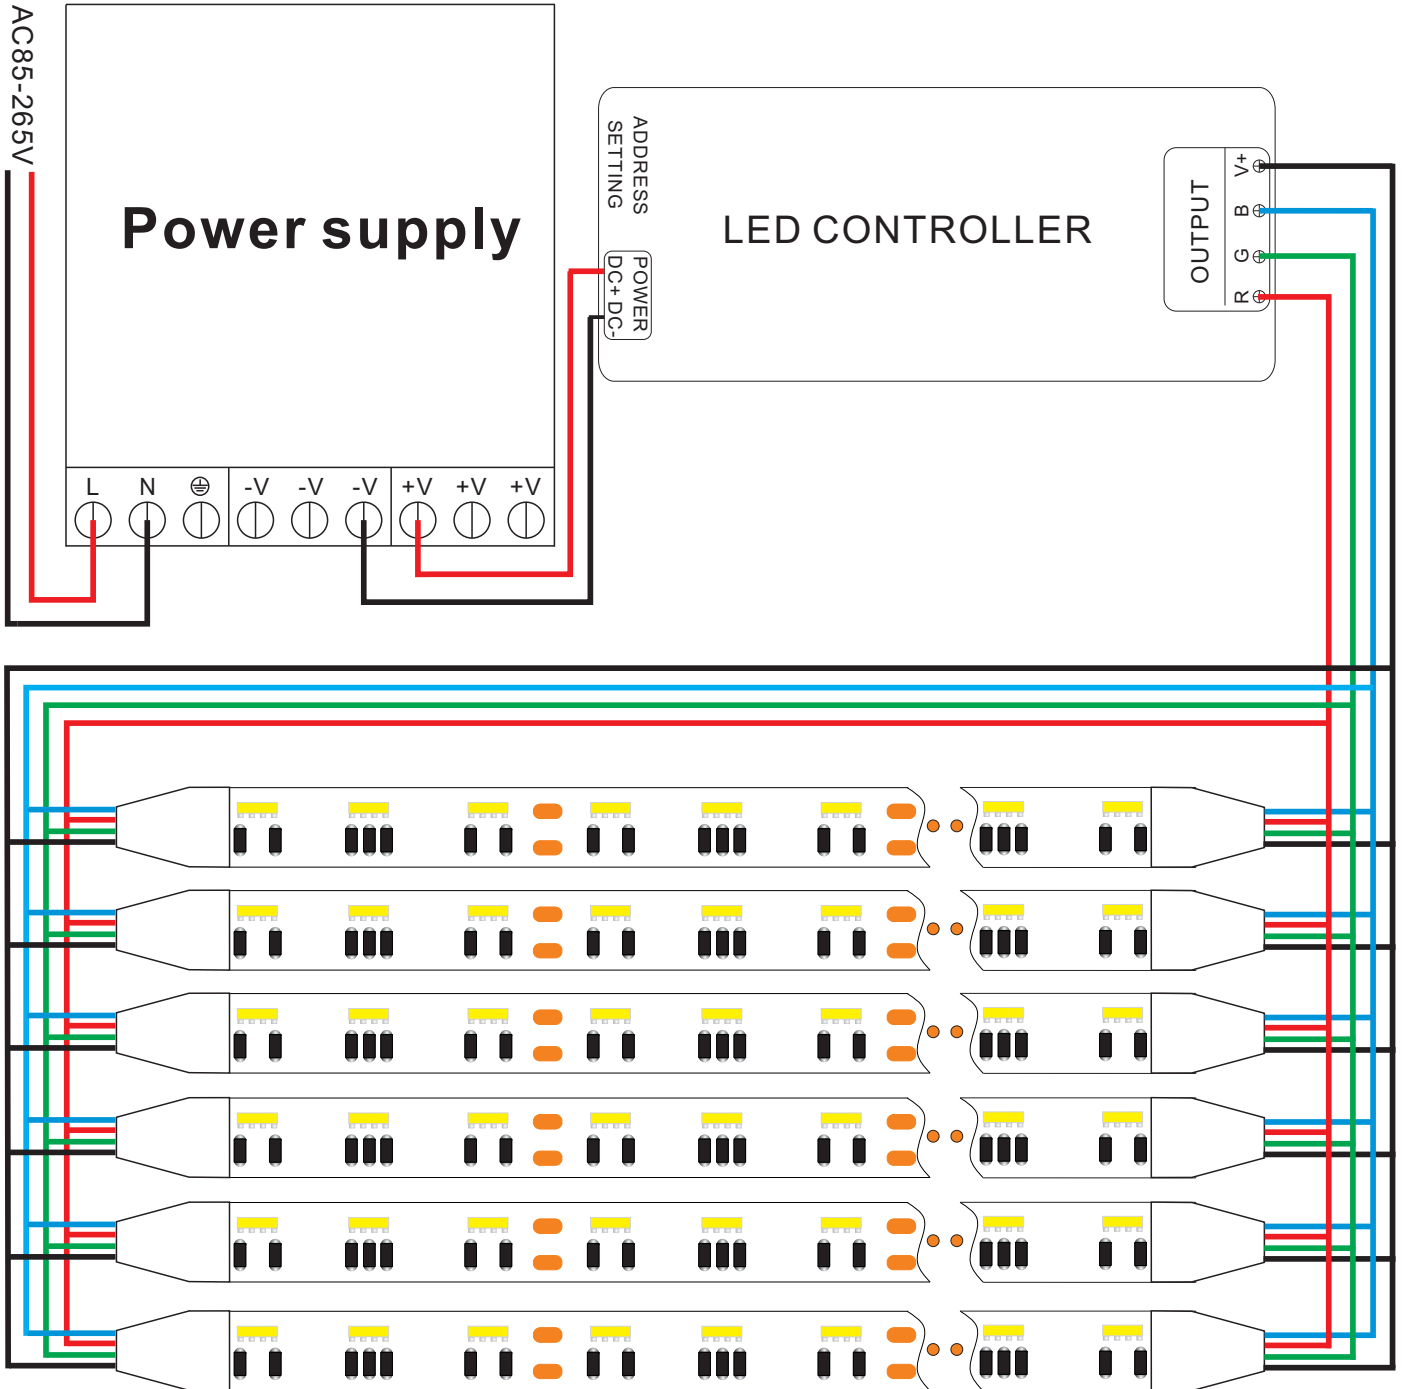 AC85-265V
Power supply
L N -V -V -V +V +V +V
ADDRESS
SETTING
POWER
DC+ DC-
LED CONTROLLER
OUTPUT
V+ B G R